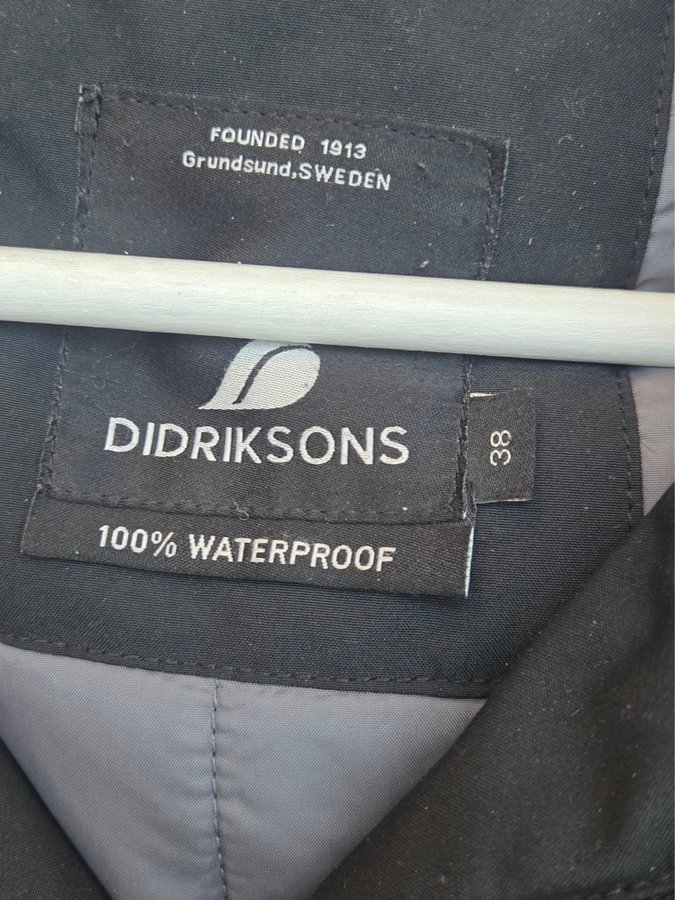 FOUNDED 1913
Grundsund,SWEDEN
DIDRIKSONS
38
100% WATERPROOF